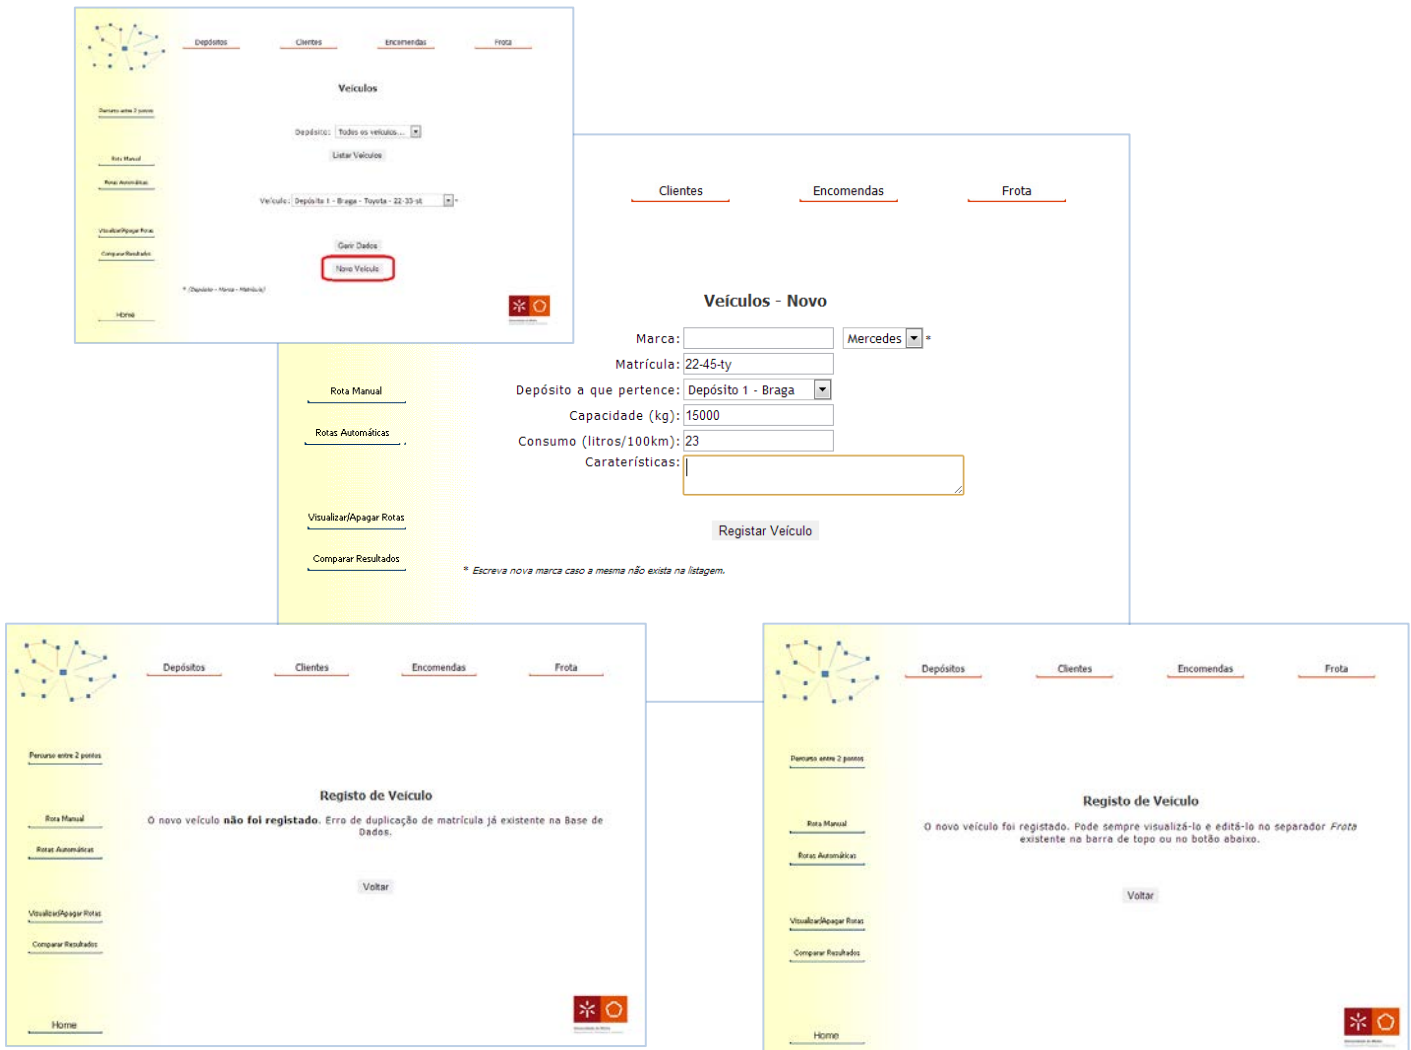 Depósitos Clientes Encomendas Frota
Veículos
Percurso entre 2 pontos
Depósito: Todos os veículos...
Listar Veículos
Rota Manual
Rotas Automáticas
Veículo: Depósito 1 - Braga - Toyota - 22-33-st *
Visualizar/Apagar Rotas
Gerir Dados
Comparar Resultados
Novo Veículo
* (Depósito - Marca - Matrícula)
Home
Clientes Encomendas Frota
Veículos - Novo
Marca: Mercedes *
Matrícula: 22-45-ty
Depósito a que pertence: Depósito 1 - Braga
Capacidade (kg): 15000
Consumo (litros/100km): 23
Caraterísticas:
Registar Veículo
* Escreva nova marca caso a mesma não exista na listagem.
Rota Manual
Rotas Automáticas
Visualizar/Apagar Rotas
Comparar Resultados
Depósitos Clientes Encomendas Frota
Percurso entre 2 pontos
Registo de Veículo
O novo veículo não foi registado. Erro de duplicação de matrícula já existente na Base de
Dados.
Rota Manual
Rotas Automáticas
Voltar
Visualizar/Apagar Rotas
Comparar Resultados
Home
Depósitos Clientes Encomendas Frota
Percurso entre 2 pontos
Registo de Veículo
O novo veículo foi registado. Pode sempre visualizá-lo e editá-lo no separador Frota
existente na barra de topo ou no botão abaixo.
Rota Manual
Rotas Automáticas
Voltar
Visualizar/Apagar Rotas
Comparar Resultados
Home